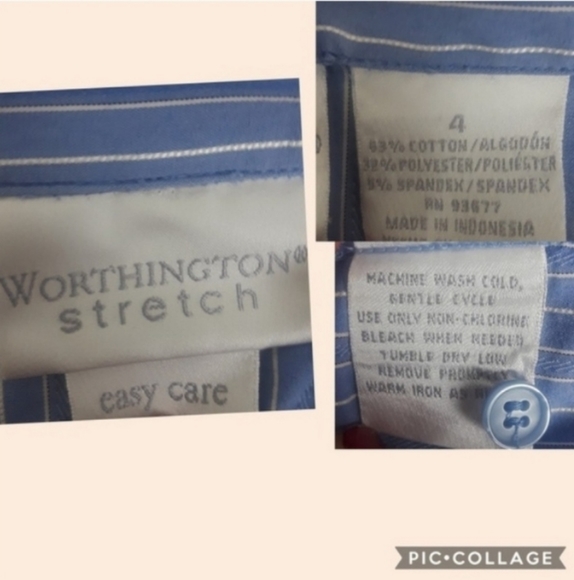 WORTHINGTON®
stretch
easy care
4
63% COTTON/ALGODÓN
32% POLYESTER/POLIÉSTER
5% SPANDEX/SPANDEX
RN 93677
MADE IN INDONESIA
MACHINE WASH COLD,
GENTLE CYCLE
USE ONLY NON-CHLORINE
BLEACH WHEN NEEDED
TUMBLE DRY LOW
REMOVE PROMPTLY
WARM IRON AS
PIC•COLLAGE